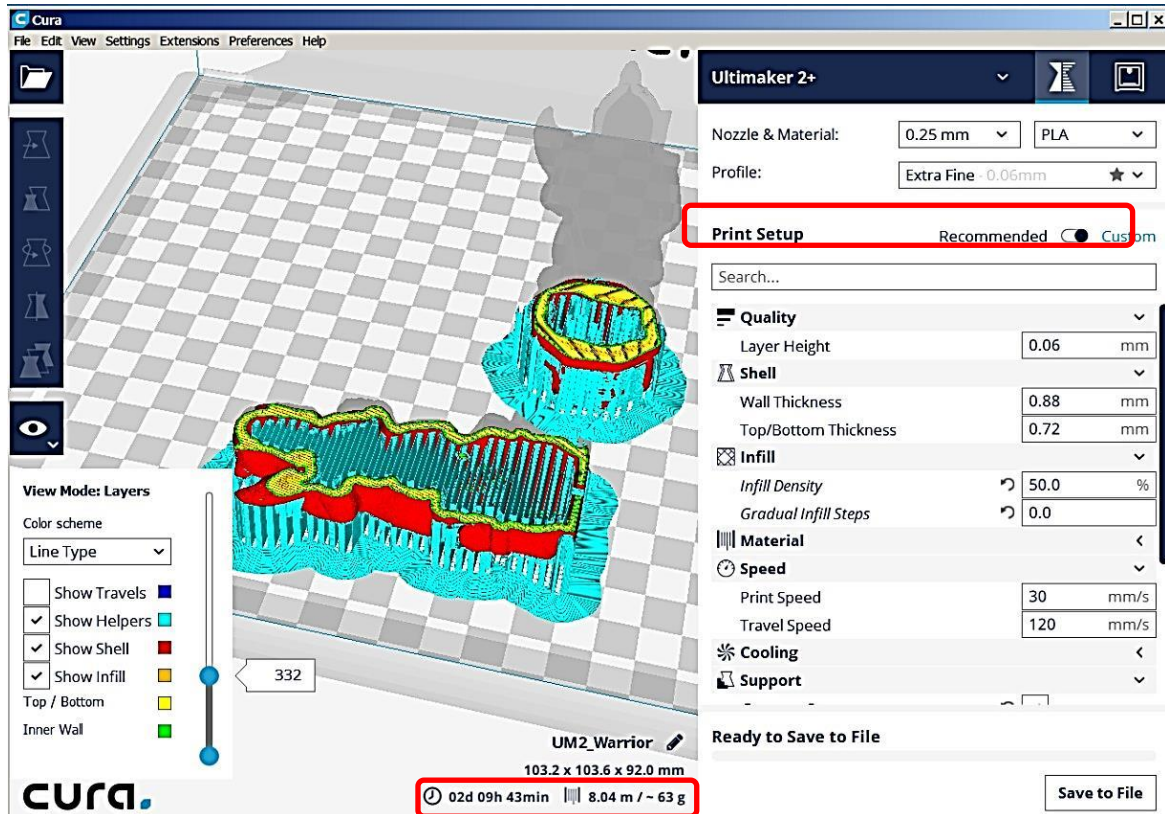 Cura
File Edit View Settings Extensions Preferences Help
Ultimaker 2+
Nozzle & Material: 0.25 mm PLA
Profile: Extra Fine - 0.06mm
Print Setup Recommended Custom
Search...
Quality
Layer Height 0.06 mm
Shell
Wall Thickness 0.88 mm
Top/Bottom Thickness 0.72 mm
Infill
Infill Density 50.0 %
Gradual Infill Steps 0.0
Material
Speed
Print Speed 30 mm/s
Travel Speed 120 mm/s
Cooling
Support
Ready to Save to File
Save to File
View Mode: Layers
Color scheme
Line Type
Show Travels
Show Helpers
Show Shell
Show Infill
Top / Bottom
Inner Wall
332
UM2_Warrior
103.2 x 103.6 x 92.0 mm
02d 09h 43min 8.04 m / ~ 63 g
cura.